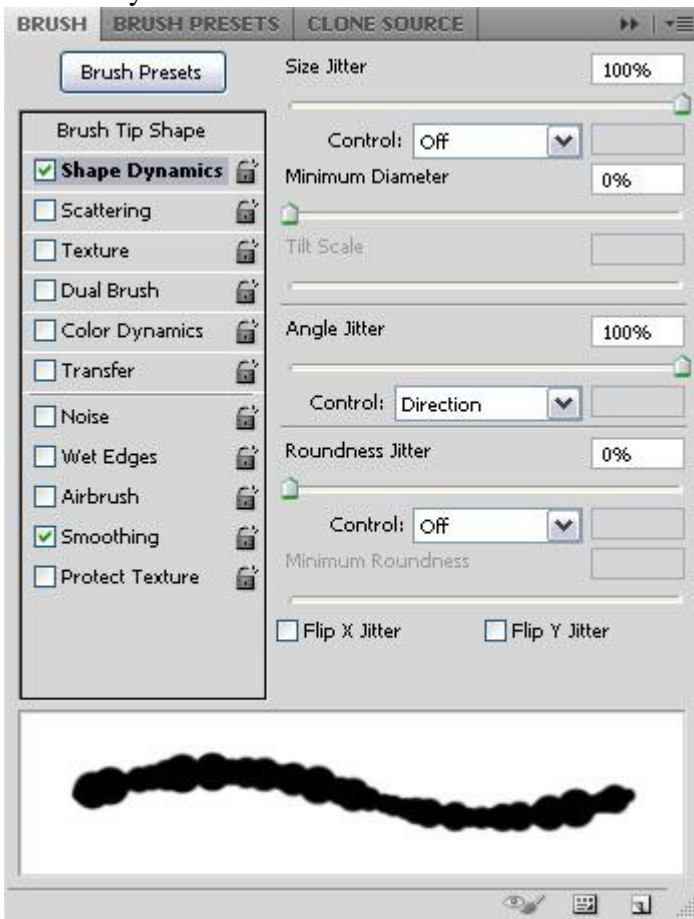 BRUSH BRUSH PRESETS CLONE SOURCE
Brush Presets
Brush Tip Shape
Shape Dynamics
Scattering
Texture
Dual Brush
Color Dynamics
Transfer
Noise
Wet Edges
Airbrush
Smoothing
Protect Texture
Size Jitter 100%
Control: Off
Minimum Diameter 0%
Tilt Scale
Angle Jitter 100%
Control: Direction
Roundness Jitter 0%
Control: Off
Minimum Roundness
Flip X Jitter Flip Y Jitter